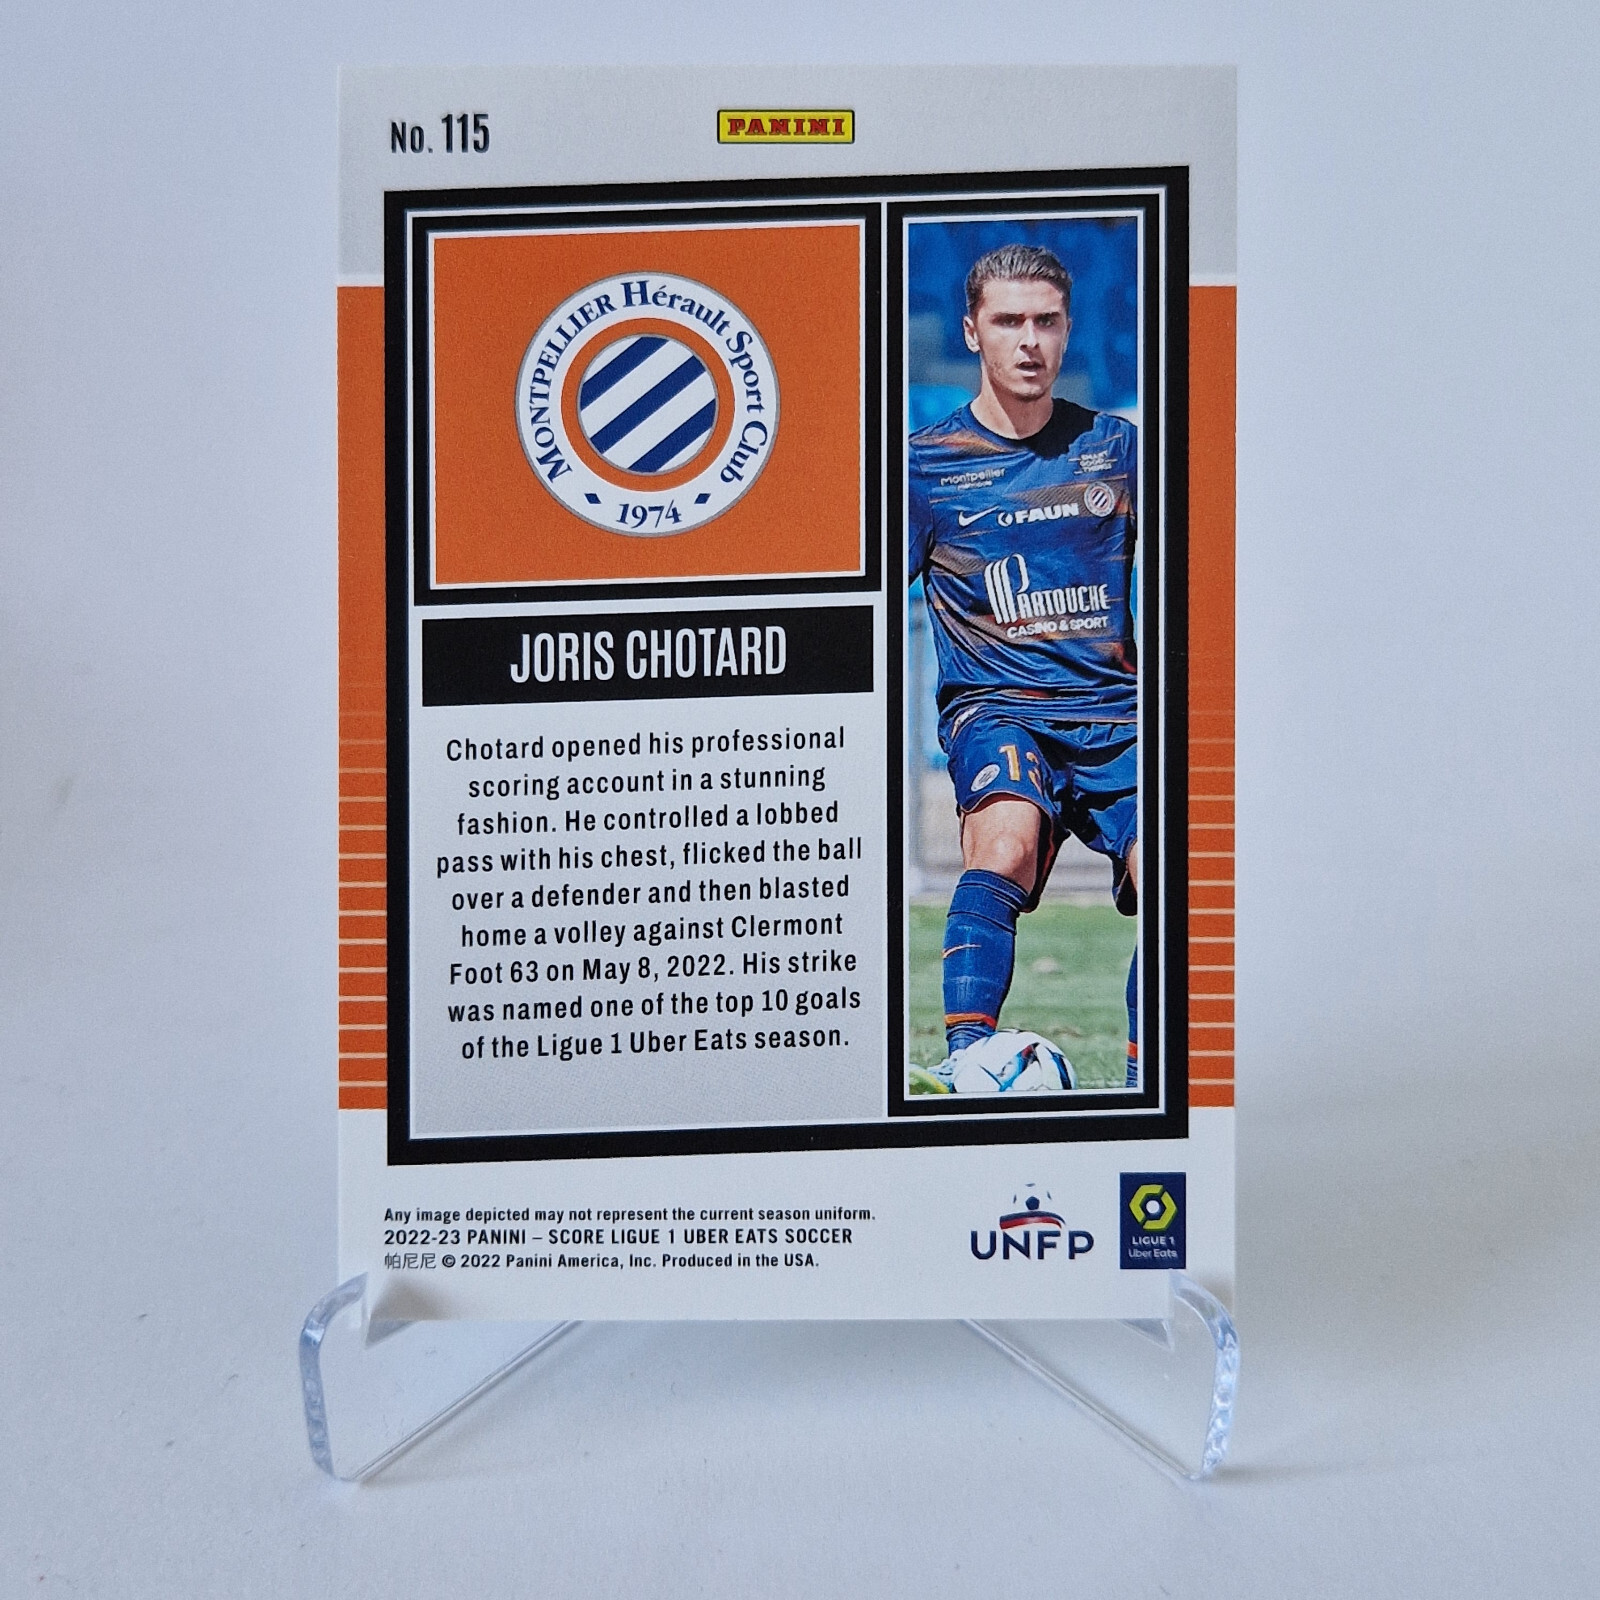 No. 115
PANINI
MONTPELLIER Hérault Sport Club
1974
JORIS CHOTARD
Chotard opened his professional
scoring account in a stunning
fashion. He controlled a lobbed
pass with his chest, flicked the ball
over a defender and then blasted
home a volley against Clermont
Foot 63 on May 8, 2022. His strike
was named one of the top 10 goals
of the Ligue 1 Uber Eats season.
Montpellier
SMART
GOOD
THINGS
FAUN
PARTOUCHE
CASINO & SPORT
13
Any image depicted may not represent the current season uniform.
2022-23 PANINI – SCORE LIGUE 1 UBER EATS SOCCER
帕尼尼 © 2022 Panini America, Inc. Produced in the USA.
UNFP
LIGUE 1
Uber Eats